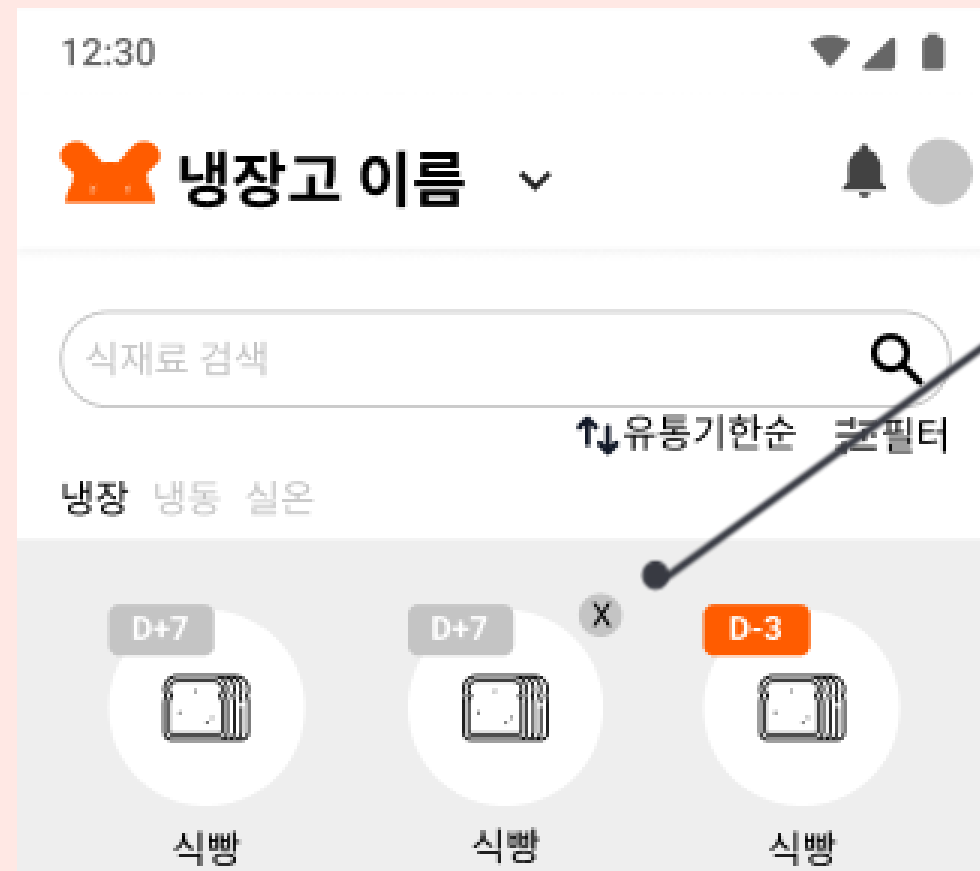 12:30
냉장고 이름
식재료 검색
유통기한순 필터
냉장 냉동 실온
D+7 D+7 X D-3
식빵 식빵 식빵